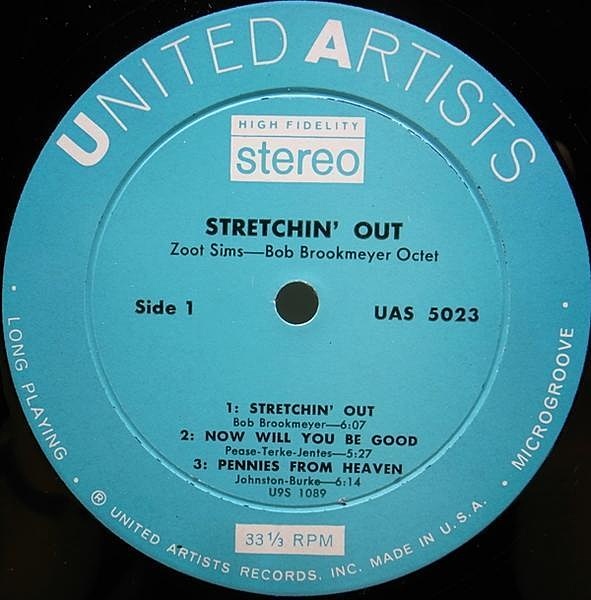 UNITED ARTISTS
HIGH FIDELITY
stereo
STRETCHIN' OUT
Zoot Sims—Bob Brookmeyer Octet
Side 1
UAS 5023
1: STRETCHIN' OUT
Bob Brookmeyer—6:07
2: NOW WILL YOU BE GOOD
Pease-Terke-Jentes—5:27
3: PENNIES FROM HEAVEN
Johnston-Burke—6:14
U9S 1089
33 1/3 RPM
• LONG PLAYING •
® UNITED ARTISTS RECORDS, INC. MADE IN U.S.A.
• MICROGROOVE •